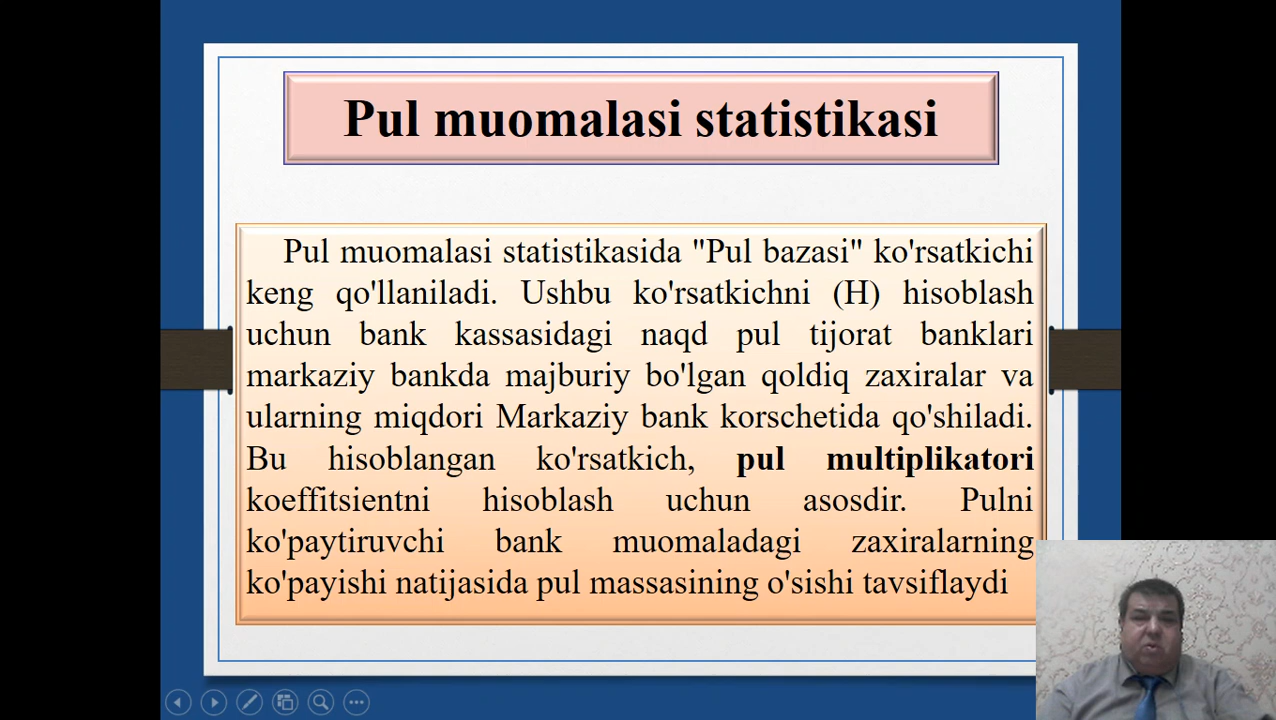 Pul muomalasi statistikasi
Pul muomalasi statistikasida "Pul bazasi" ko'rsatkichi
keng qo'llaniladi. Ushbu ko'rsatkichni (H) hisoblash
uchun bank kassasidagi naqd pul tijorat banklari
markaziy bankda majburiy bo'lgan qoldiq zaxiralar va
ularning miqdori Markaziy bank korschetida qo'shiladi.
Bu hisoblangan ko'rsatkich, pul multiplikatori
koeffitsientni hisoblash uchun asosdir. Pulni
ko'paytiruvchi bank muomaladagi zaxiralarning
ko'payishi natijasida pul massasining o'sishi tavsiflaydi